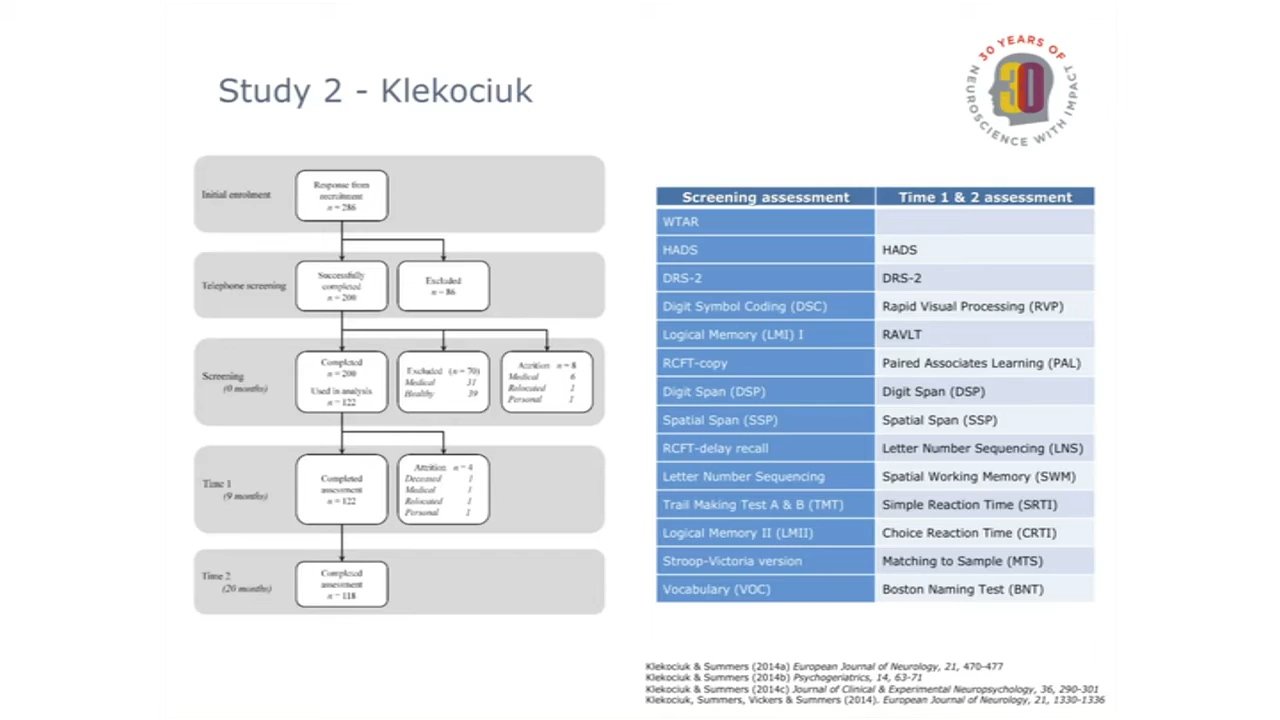 Study 2 - Klekociuk
30 YEARS OF
NEUROSCIENCE WITH IMPACT
30
Initial enrolment
Response from
recruitment
n = 286
Telephone screening
Successfully
completed
n = 200
Excluded
n = 86
Screening
(0 months)
Completed
n = 200
Used in analysis
n = 122
Excluded (n = 70)
Medical 31
Healthy 39
Attrition n = 8
Medical 6
Relocated 1
Personal 1
Time 1
(9 months)
Completed
assessment
n = 122
Attrition n = 4
Deceased 1
Medical 1
Relocated 1
Personal 1
Time 2
(20 months)
Completed
assessment
n = 118
Screening assessment Time 1 & 2 assessment
WTAR
HADS HADS
DRS-2 DRS-2
Digit Symbol Coding (DSC) Rapid Visual Processing (RVP)
Logical Memory (LMI) I RAVLT
RCFT-copy Paired Associates Learning (PAL)
Digit Span (DSP) Digit Span (DSP)
Spatial Span (SSP) Spatial Span (SSP)
RCFT-delay recall Letter Number Sequencing (LNS)
Letter Number Sequencing Spatial Working Memory (SWM)
Trail Making Test A & B (TMT) Simple Reaction Time (SRTI)
Logical Memory II (LMII) Choice Reaction Time (CRTI)
Stroop-Victoria version Matching to Sample (MTS)
Vocabulary (VOC) Boston Naming Test (BNT)
Klekociuk & Summers (2014a) European Journal of Neurology, 21, 470-477
Klekociuk & Summers (2014b) Psychogeriatrics, 14, 63-71
Klekociuk & Summers (2014c) Journal of Clinical & Experimental Neuropsychology, 36, 290-301
Klekociuk, Summers, Vickers & Summers (2014). European Journal of Neurology, 21, 1330-1336